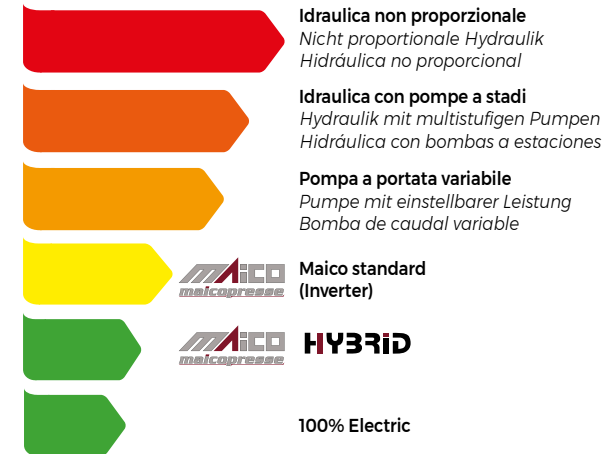 Idraulica non proporzionale
Nicht proportionale Hydraulik
Hidráulica no proporcional
Idraulica con pompe a stadi
Hydraulik mit multistufigen Pumpen
Hidráulica con bombas a estaciones
Pompa a portata variabile
Pumpe mit einstellbarer Leistung
Bomba de caudal variable
MAICO
maicopresse
Maico standard
(Inverter)
MAICO
maicopresse
HYBRiD
100% Electric